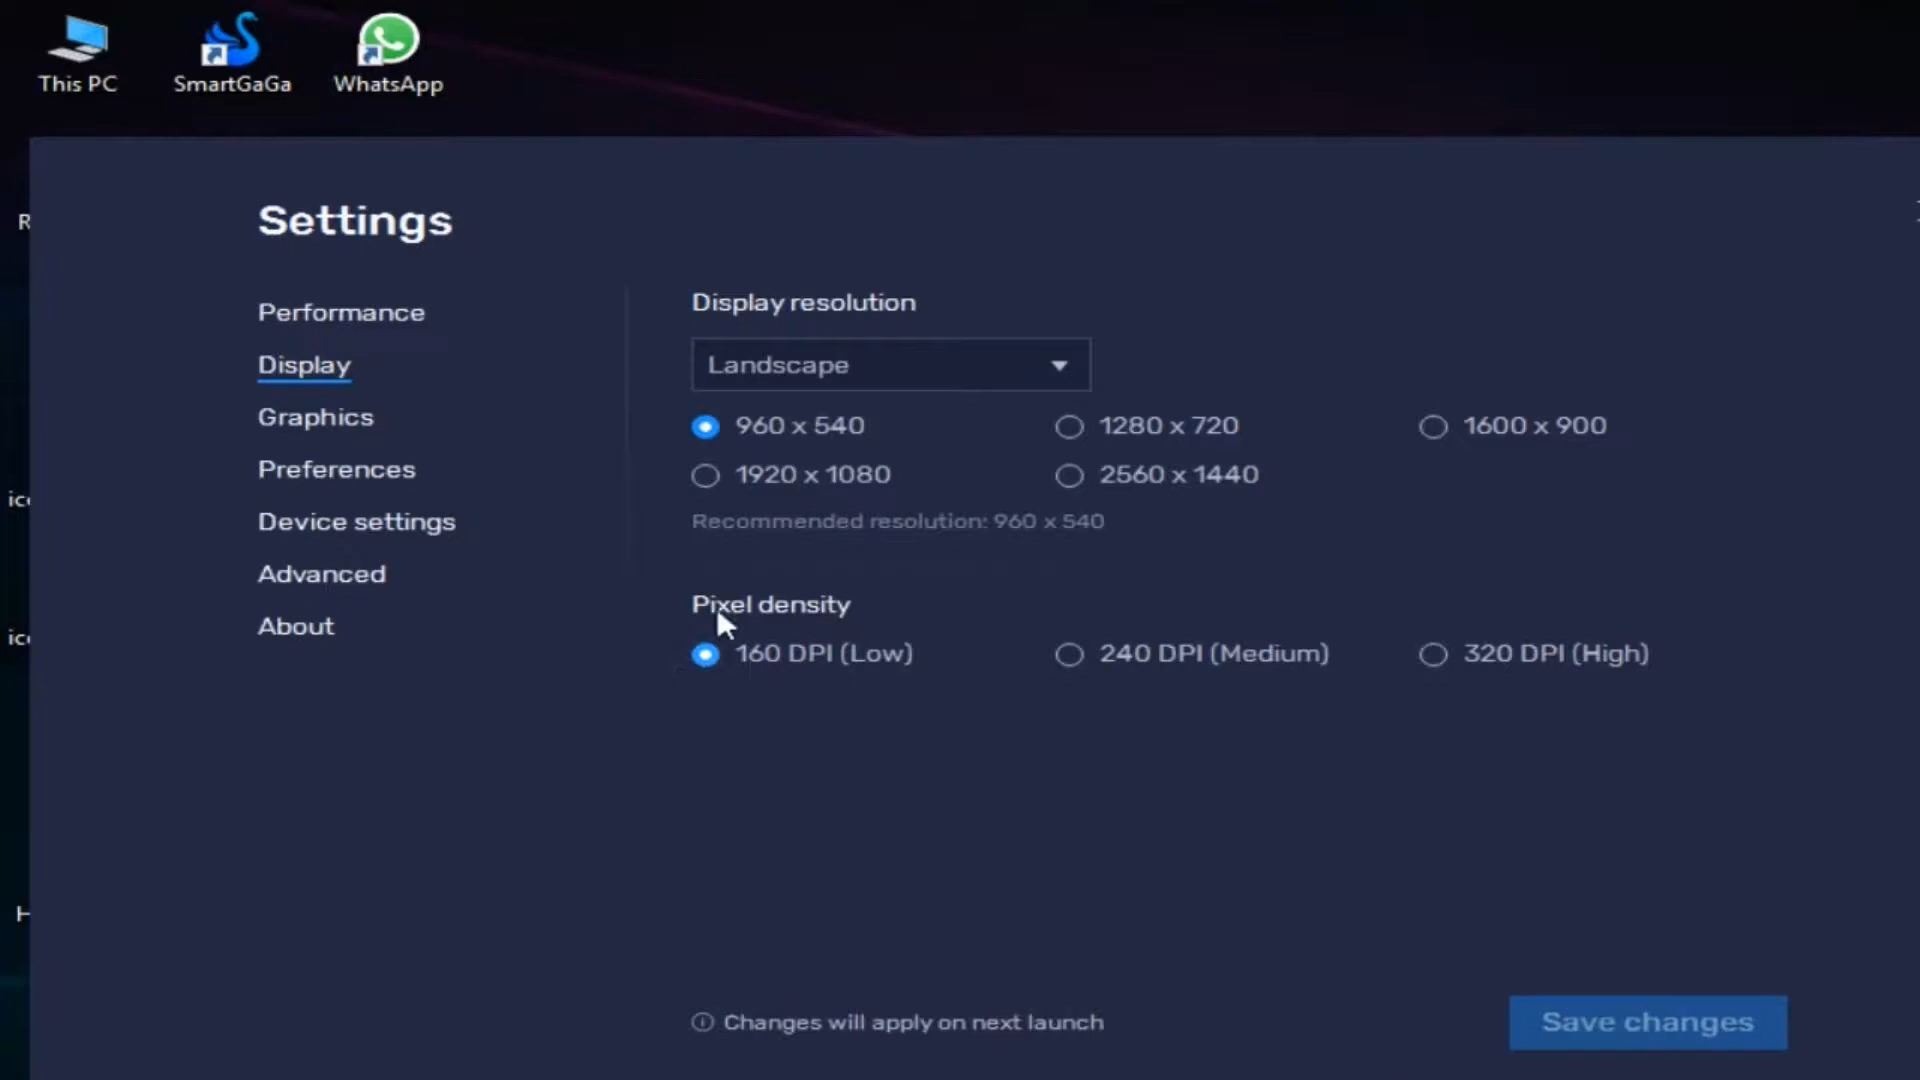 This PC SmartGaGa WhatsApp
Settings
Performance
Display
Graphics
Preferences
Device settings
Advanced
About
Display resolution
Landscape
960 x 540 1280 x 720 1600 x 900
1920 x 1080 2560 x 1440
Recommended resolution: 960 x 540
Pixel density
160 DPI (Low) 240 DPI (Medium) 320 DPI (High)
Changes will apply on next launch
Save changes